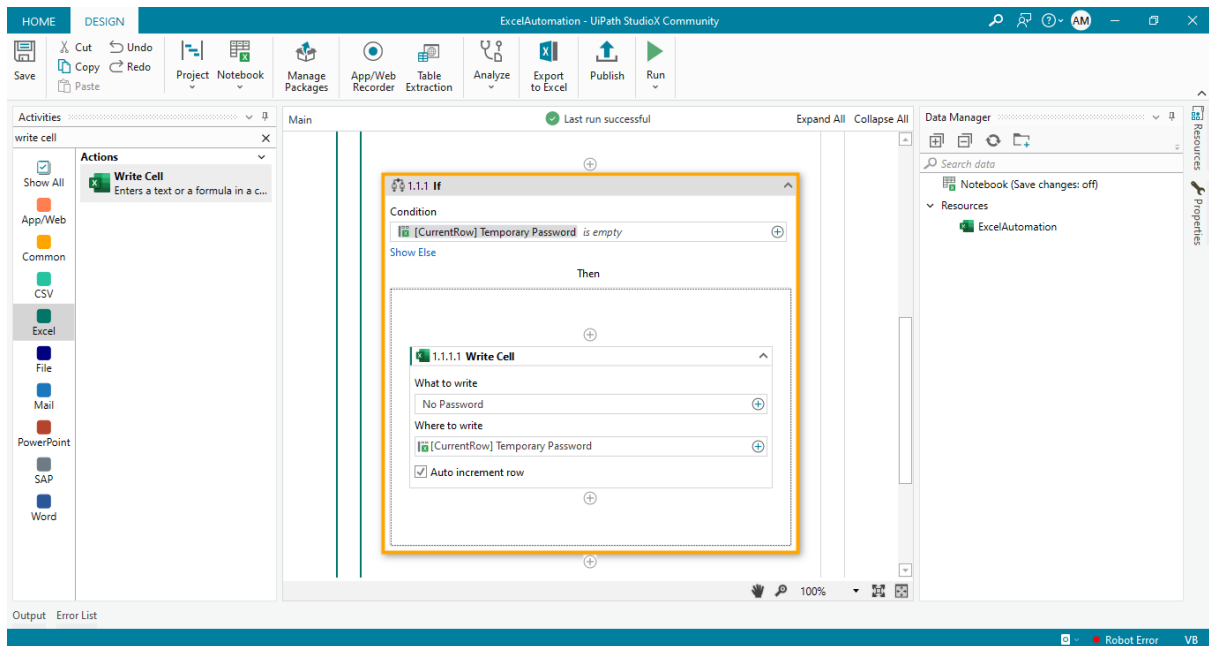 HOME DESIGN ExcelAutomation - UiPath StudioX Community AM
Save
Cut Undo
Copy Redo
Paste
Project Notebook
Manage Packages
App/Web Recorder
Table Extraction
Analyze
Export to Excel
Publish
Run
Activities
write cell
Show All
App/Web
Common
CSV
Excel
File
Mail
PowerPoint
SAP
Word
Actions
Write Cell
Enters a text or a formula in a c...
Main Last run successful Expand All Collapse All
1.1.1 If
Condition
[CurrentRow] Temporary Password is empty
Show Else
Then
1.1.1.1 Write Cell
What to write
No Password
Where to write
[CurrentRow] Temporary Password
Auto increment row
100%
Data Manager
Search data
Notebook (Save changes: off)
Resources
ExcelAutomation
Resources
Properties
Output Error List
Robot Error VB